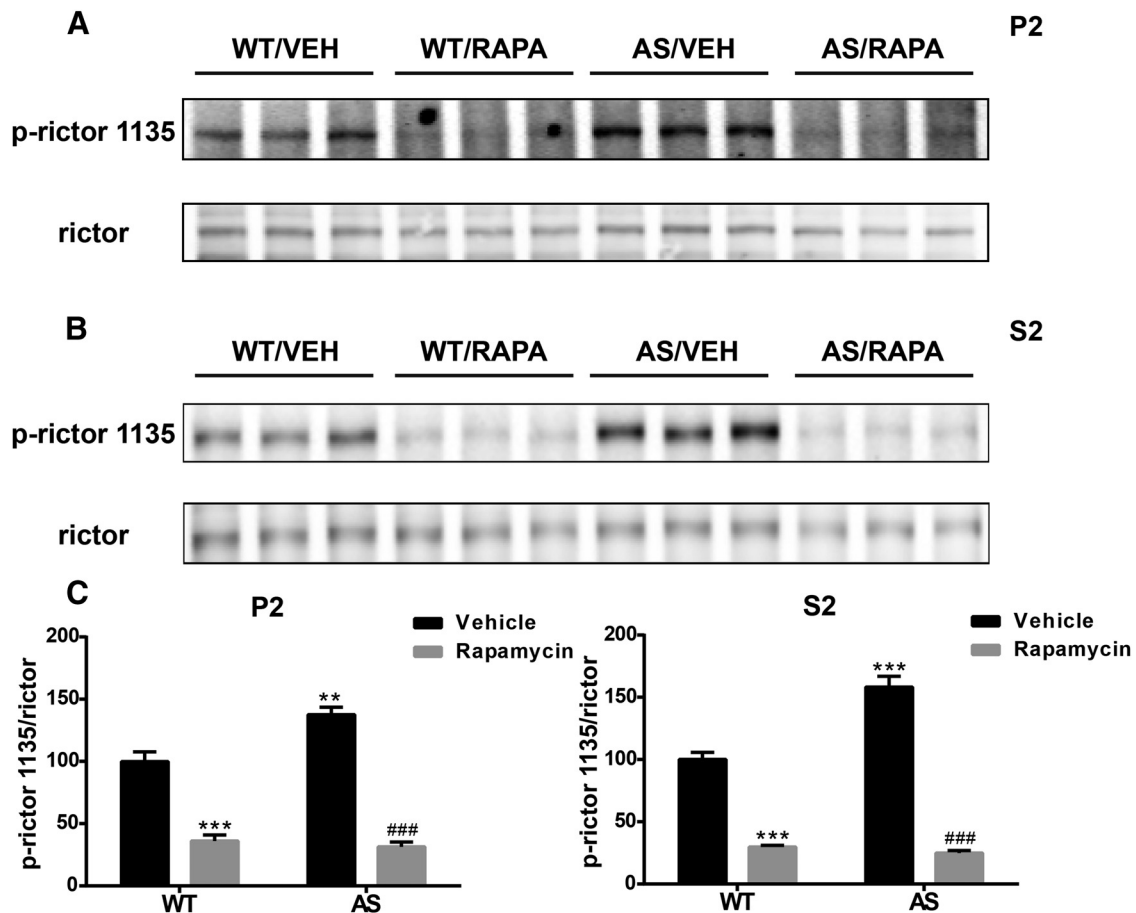 A
P2
WT/VEH WT/RAPA AS/VEH AS/RAPA
p-rictor 1135
rictor
B
S2
WT/VEH WT/RAPA AS/VEH AS/RAPA
p-rictor 1135
rictor
C
P2
Vehicle
Rapamycin
p-rictor 1135/rictor
200
150
100
50
0
***
**
###
WT AS
S2
Vehicle
Rapamycin
p-rictor 1135/rictor
200
150
100
50
0
***
***
###
WT AS